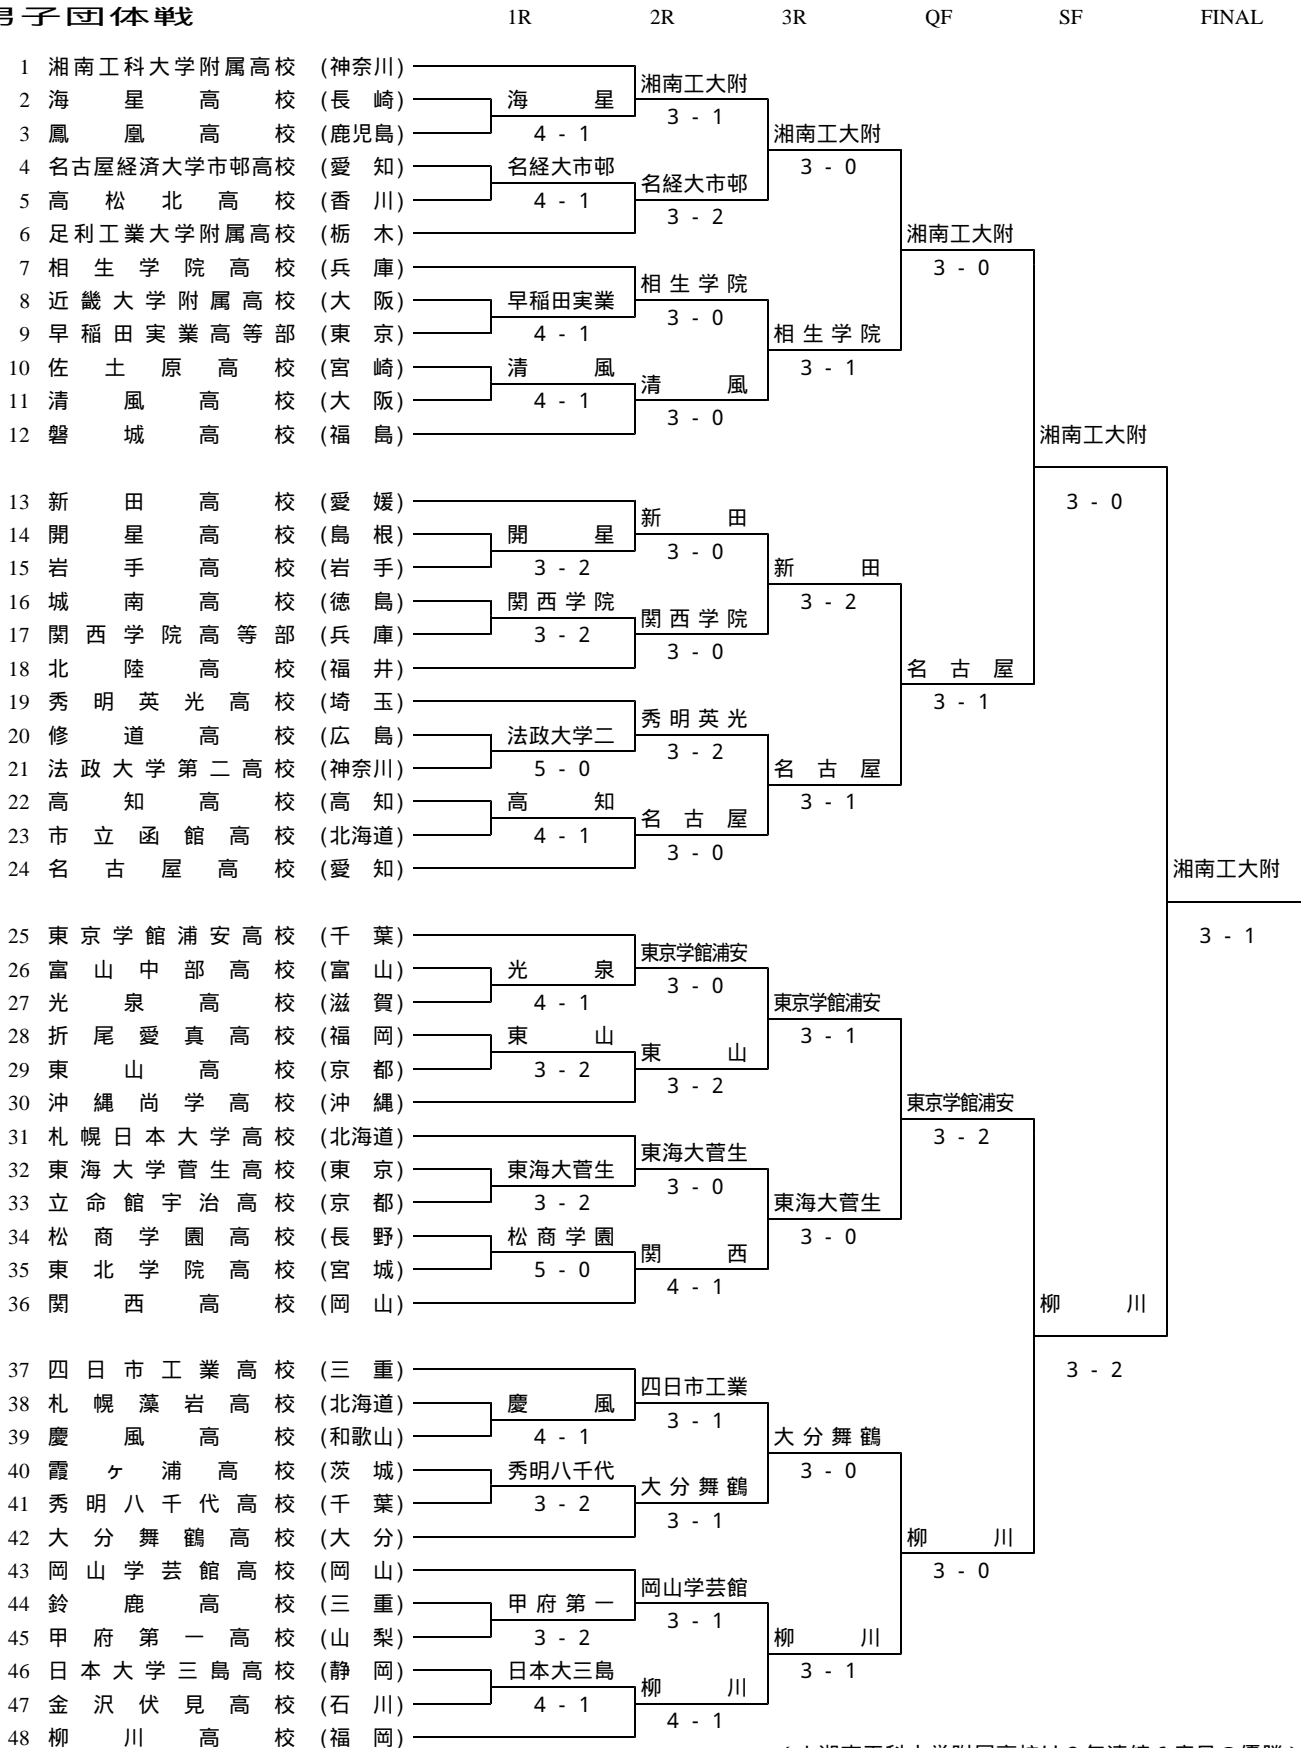 男子団体戦 1R 2R 3R QF SF FINAL
1 湘南工科大学附属高校 (神奈川)
湘南工大附
2 海星高校 (長崎) 海星
3 - 1
3 鳳凰高校 (鹿児島) 4 - 1 湘南工大附
4 名古屋経済大学市邨高校 (愛知) 名経大市邨 3 - 0
名経大市邨
5 高松北高校 (香川) 4 - 1
3 - 2
6 足利工業大学附属高校 (栃木) 湘南工大附
7 相生学院高校 (兵庫) 3 - 0
相生学院
8 近畿大学附属高校 (大阪) 早稲田実業
3 - 0
9 早稲田実業高等部 (東京) 4 - 1 相生学院
10 佐土原高校 (宮崎) 清風 3 - 1
清風
11 清風高校 (大阪) 4 - 1
3 - 0
12 磐城高校 (福島) 湘南工大附
13 新田高校 (愛媛) 3 - 0
新田
14 開星高校 (島根) 開星
3 - 0
15 岩手高校 (岩手) 3 - 2 新田
16 城南高校 (徳島) 関西学院 3 - 2
関西学院
17 関西学院高等部 (兵庫) 3 - 2
3 - 0
18 北陸高校 (福井) 名古屋
19 秀明英光高校 (埼玉) 3 - 1
秀明英光
20 修道高校 (広島) 法政大学二
3 - 2
21 法政大学第二高校 (神奈川) 5 - 0 名古屋
22 高知高校 (高知) 高知 3 - 1
名古屋
23 市立函館高校 (北海道) 4 - 1
3 - 0
24 名古屋高校 (愛知) 湘南工大附
25 東京学館浦安高校 (千葉) 3 - 1
東京学館浦安
26 富山中部高校 (富山) 光泉
3 - 0
27 光泉高校 (滋賀) 4 - 1 東京学館浦安
28 折尾愛真高校 (福岡) 東山 3 - 1
東山
29 東山高校 (京都) 3 - 2
3 - 2
30 沖縄尚学高校 (沖縄) 東京学館浦安
31 札幌日本大学高校 (北海道) 3 - 2
東海大菅生
32 東海大学菅生高校 (東京) 東海大菅生
3 - 0
33 立命館宇治高校 (京都) 3 - 2 東海大菅生
34 松商学園高校 (長野) 松商学園 3 - 0
関西
35 東北学院高校 (宮城) 5 - 0
4 - 1
36 関西高校 (岡山) 柳川
37 四日市工業高校 (三重) 3 - 2
四日市工業
38 札幌藻岩高校 (北海道) 慶風
3 - 1
39 慶風高校 (和歌山) 4 - 1 大分舞鶴
40 霞ヶ浦高校 (茨城) 秀明八千代 3 - 0
大分舞鶴
41 秀明八千代高校 (千葉) 3 - 2
3 - 1
42 大分舞鶴高校 (大分) 柳川
43 岡山学芸館高校 (岡山) 3 - 0
岡山学芸館
44 鈴鹿高校 (三重) 甲府第一
3 - 1
45 甲府第一高校 (山梨) 3 - 2 柳川
46 日本大学三島高校 (静岡) 日本大三島 3 - 1
柳川
47 金沢伏見高校 (石川) 4 - 1
4 - 1
48 柳川高校 (福岡)